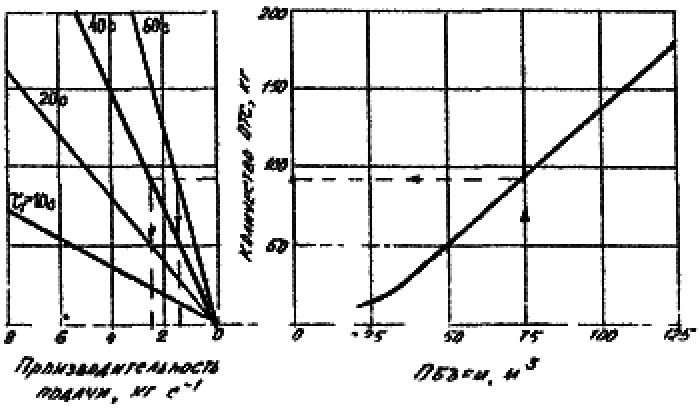 40с
60с
20с
τг=10с
8 6 2 0
Производительность
подачи, кг с⁻¹
Количество ОТС, кг
200
150
100
50
0 25 50 75 100 125
Объем, м³